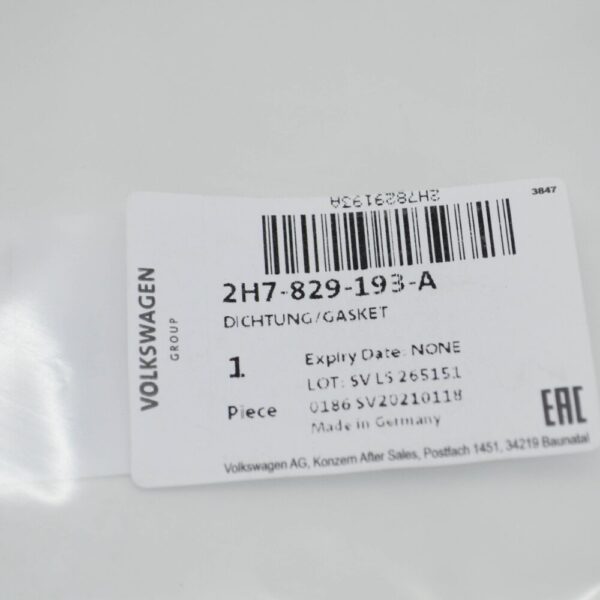 3847
2H7829193A
2H7-829-193-A
DICHTUNG/GASKET
VOLKSWAGEN
GROUP
1
Piece
Expiry Date: NONE
LOT: SV LS 265151
0186 SV20210118
Made in Germany
EAC
Volkswagen AG, Konzern After Sales, Postfach 1451, 34219 Baunatal